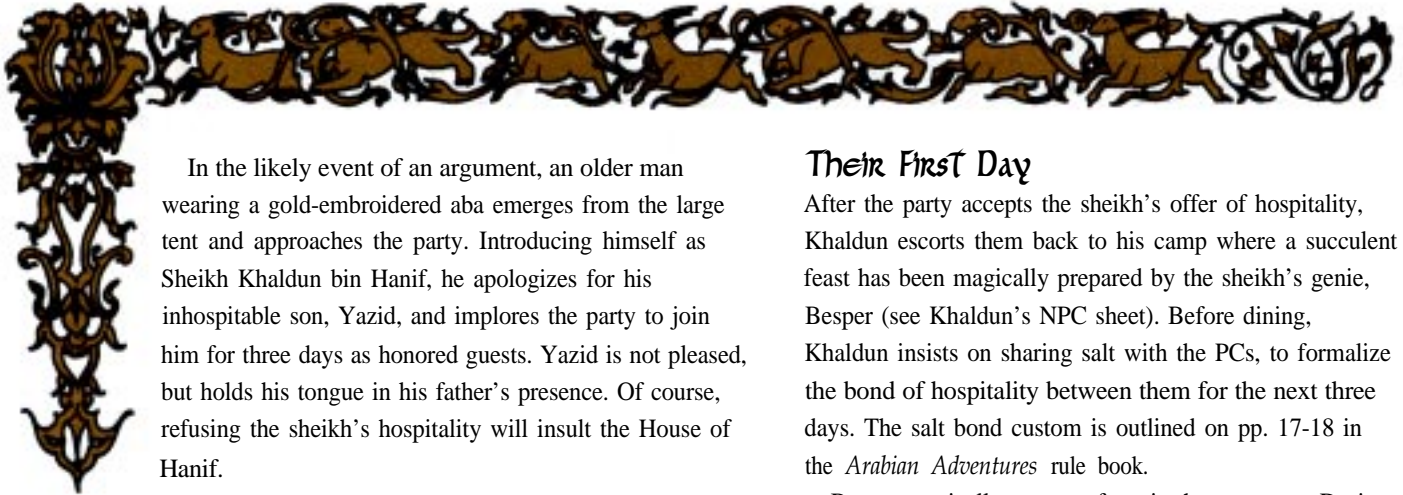 In the likely event of an argument, an older man
wearing a gold-embroidered aba emerges from the large
tent and approaches the party. Introducing himself as
Sheikh Khaldun bin Hanif, he apologizes for his
inhospitable son, Yazid, and implores the party to join
him for three days as honored guests. Yazid is not pleased,
but holds his tongue in his father's presence. Of course,
refusing the sheikh's hospitality will insult the House of
Hanif.
Their First Day
After the party accepts the sheikh's offer of hospitality,
Khaldun escorts them back to his camp where a succulent
feast has been magically prepared by the sheikh's genie,
Besper (see Khaldun's NPC sheet). Before dining,
Khaldun insists on sharing salt with the PCs, to formalize
the bond of hospitality between them for the next three
days. The salt bond custom is outlined on pp. 17-18 in
the Arabian Adventures rule book.